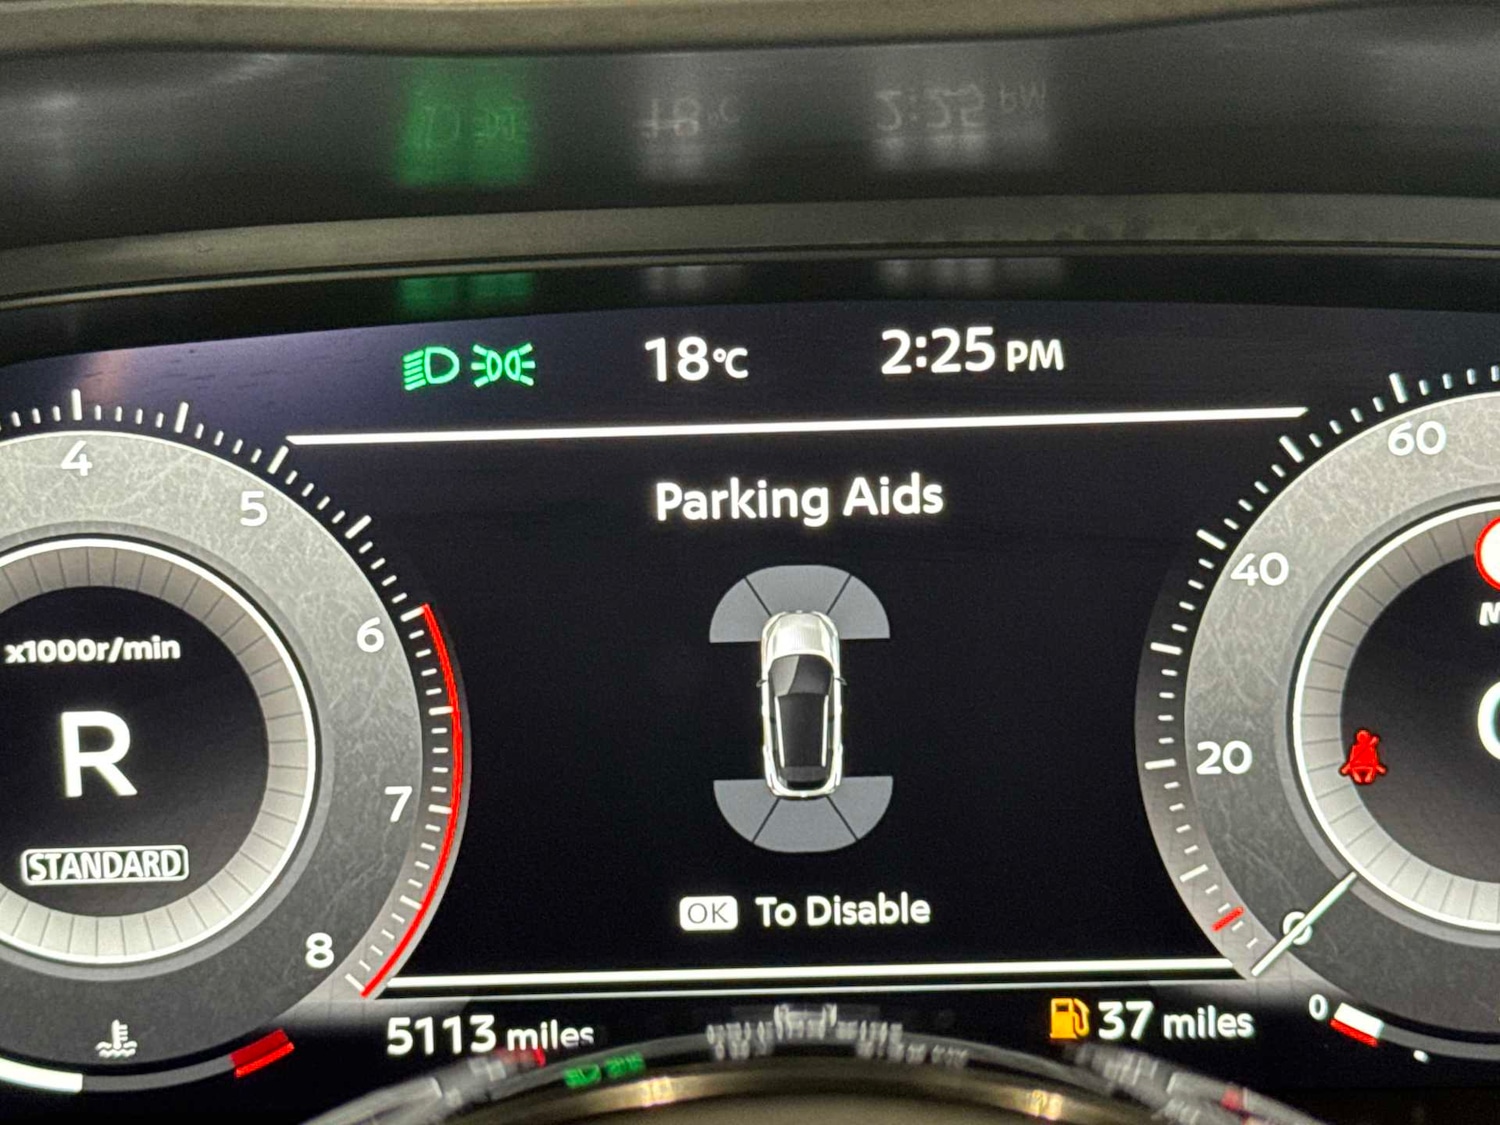 18°C
2:25 PM
4
5
6
7
8
x1000r/min
R
STANDARD
Parking Aids
OK To Disable
60
40
20
0
5113 miles
37 miles
0